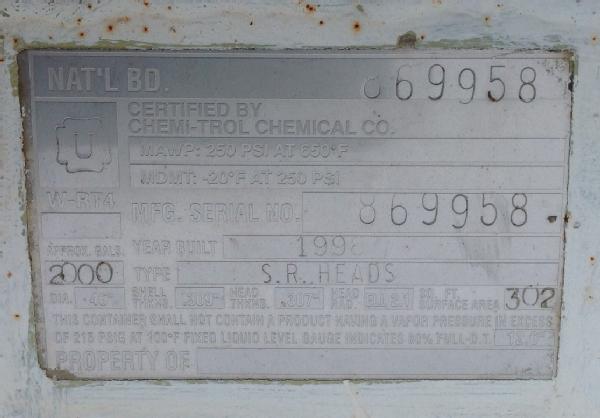 NAT'L BD. 869958
U
CERTIFIED BY
CHEMI-TROL CHEMICAL CO.
MAWP: 250 PSI AT 650°F
MDMT: -20°F AT 250 PSI
W-RT4 MFG. SERIAL NO. 869958
APPROX. GALS. YEAR BUILT 1998
2000 TYPE S.R. HEADS
DIA. SHELL THKNS. HEAD THKNS. .307" HEAD SQ. FT. SURFACE AREA 302
THIS CONTAINER SHALL NOT CONTAIN A PRODUCT HAVING A VAPOR PRESSURE IN EXCESS
OF 215 PSIG AT 100°F FIXED LIQUID LEVEL GAUGE INDICATES 80% FULL-D.T.
PROPERTY OF